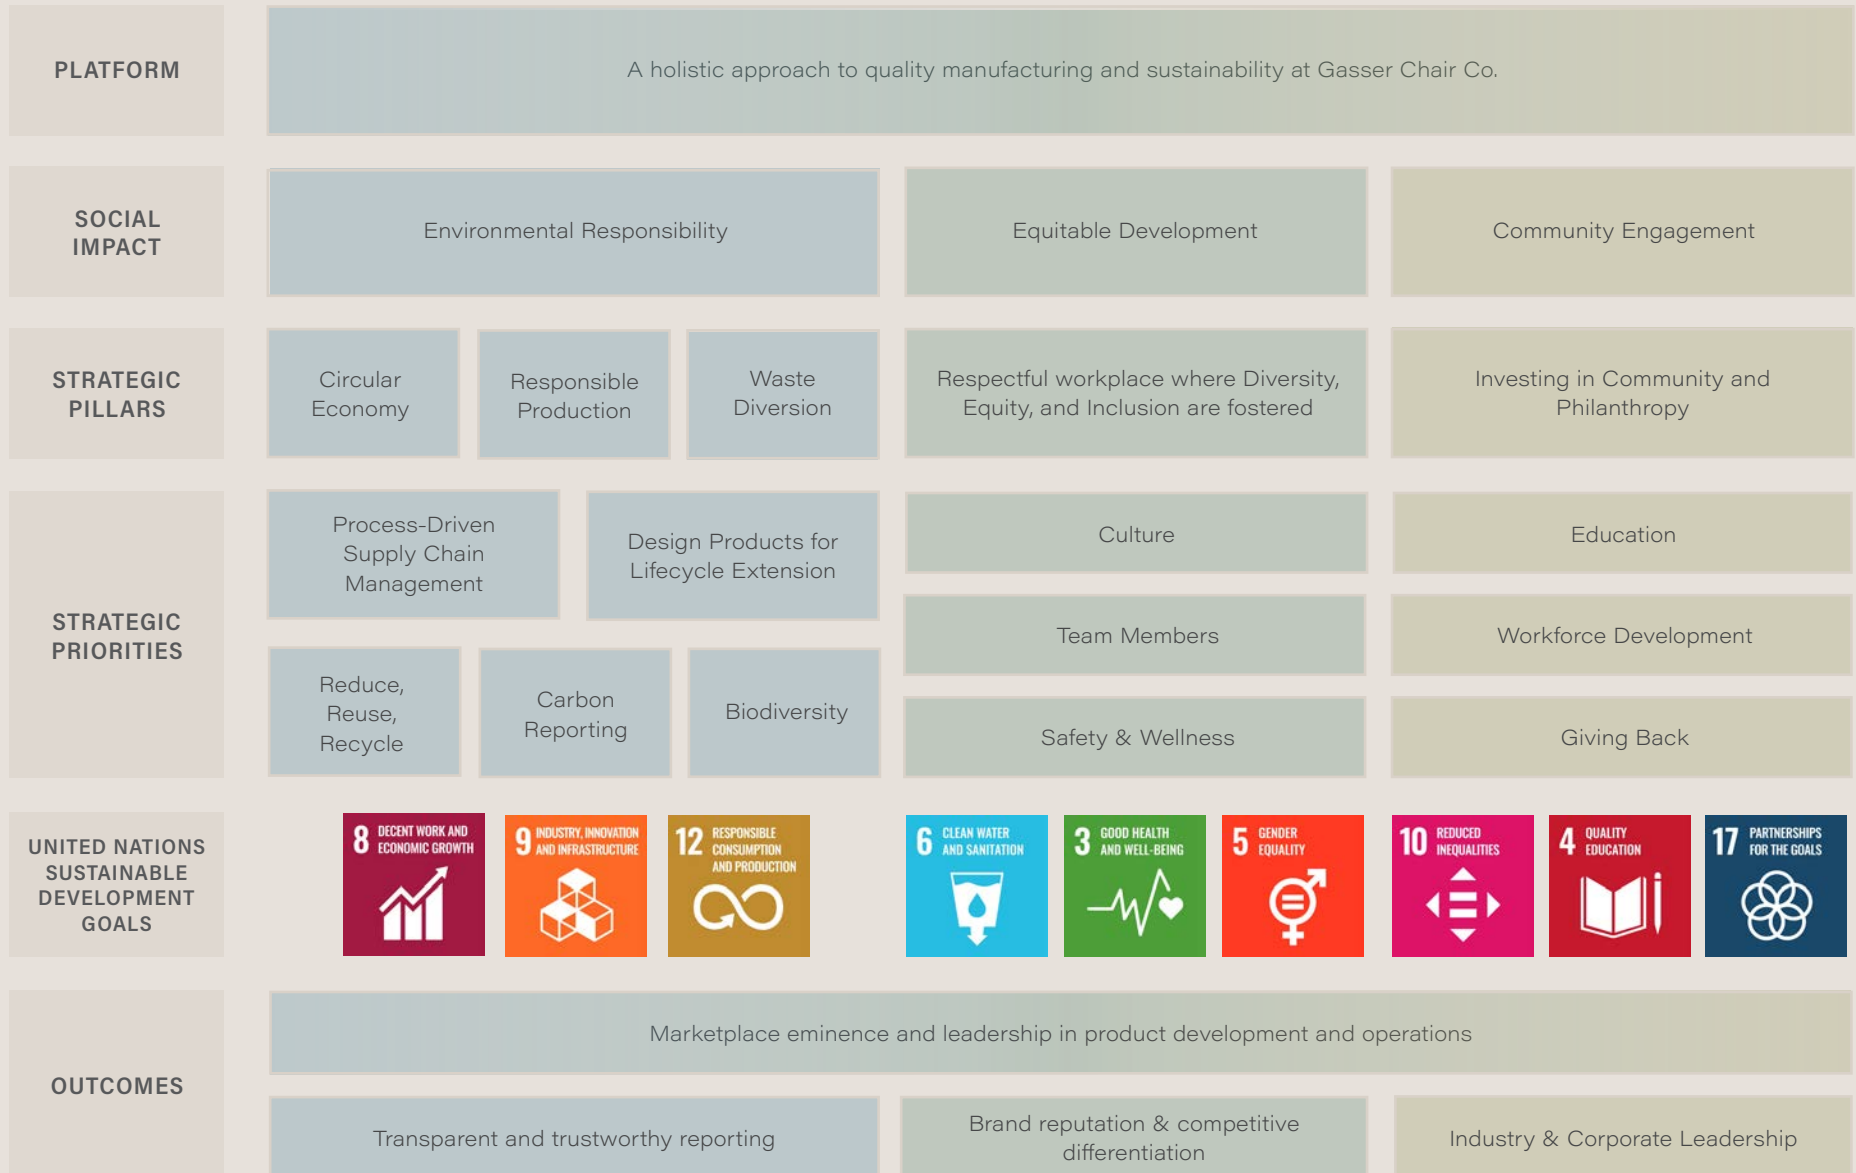 PLATFORM
A holistic approach to quality manufacturing and sustainability at Gasser Chair Co.
SOCIAL
IMPACT
Environmental Responsibility
Equitable Development
Community Engagement
STRATEGIC
PILLARS
Circular
Economy
Responsible
Production
Waste
Diversion
Respectful workplace where Diversity,
Equity, and Inclusion are fostered
Investing in Community and
Philanthropy
STRATEGIC
PRIORITIES
Process-Driven
Supply Chain
Management
Design Products for
Lifecycle Extension
Reduce,
Reuse,
Recycle
Carbon
Reporting
Biodiversity
Culture
Team Members
Safety & Wellness
Education
Workforce Development
Giving Back
UNITED NATIONS
SUSTAINABLE
DEVELOPMENT
GOALS
8 DECENT WORK AND
ECONOMIC GROWTH
9 INDUSTRY, INNOVATION
AND INFRASTRUCTURE
12 RESPONSIBLE
CONSUMPTION
AND PRODUCTION
6 CLEAN WATER
AND SANITATION
3 GOOD HEALTH
AND WELL-BEING
5 GENDER
EQUALITY
10 REDUCED
INEQUALITIES
4 QUALITY
EDUCATION
17 PARTNERSHIPS
FOR THE GOALS
OUTCOMES
Marketplace eminence and leadership in product development and operations
Transparent and trustworthy reporting
Brand reputation & competitive
differentiation
Industry & Corporate Leadership